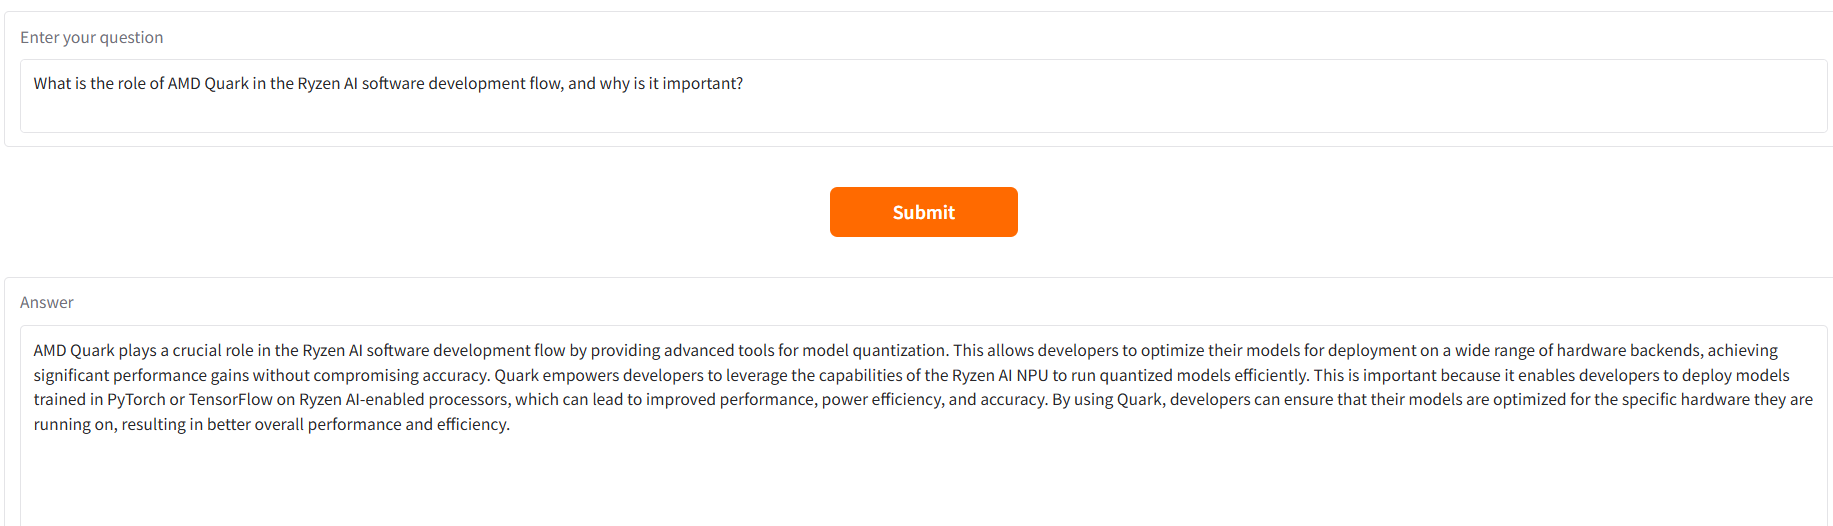 Enter your question
What is the role of AMD Quark in the Ryzen AI software development flow, and why is it important?
Submit
Answer
AMD Quark plays a crucial role in the Ryzen AI software development flow by providing advanced tools for model quantization. This allows developers to optimize their models for deployment on a wide range of hardware backends, achieving
significant performance gains without compromising accuracy. Quark empowers developers to leverage the capabilities of the Ryzen AI NPU to run quantized models efficiently. This is important because it enables developers to deploy models
trained in PyTorch or TensorFlow on Ryzen AI-enabled processors, which can lead to improved performance, power efficiency, and accuracy. By using Quark, developers can ensure that their models are optimized for the specific hardware they are
running on, resulting in better overall performance and efficiency.